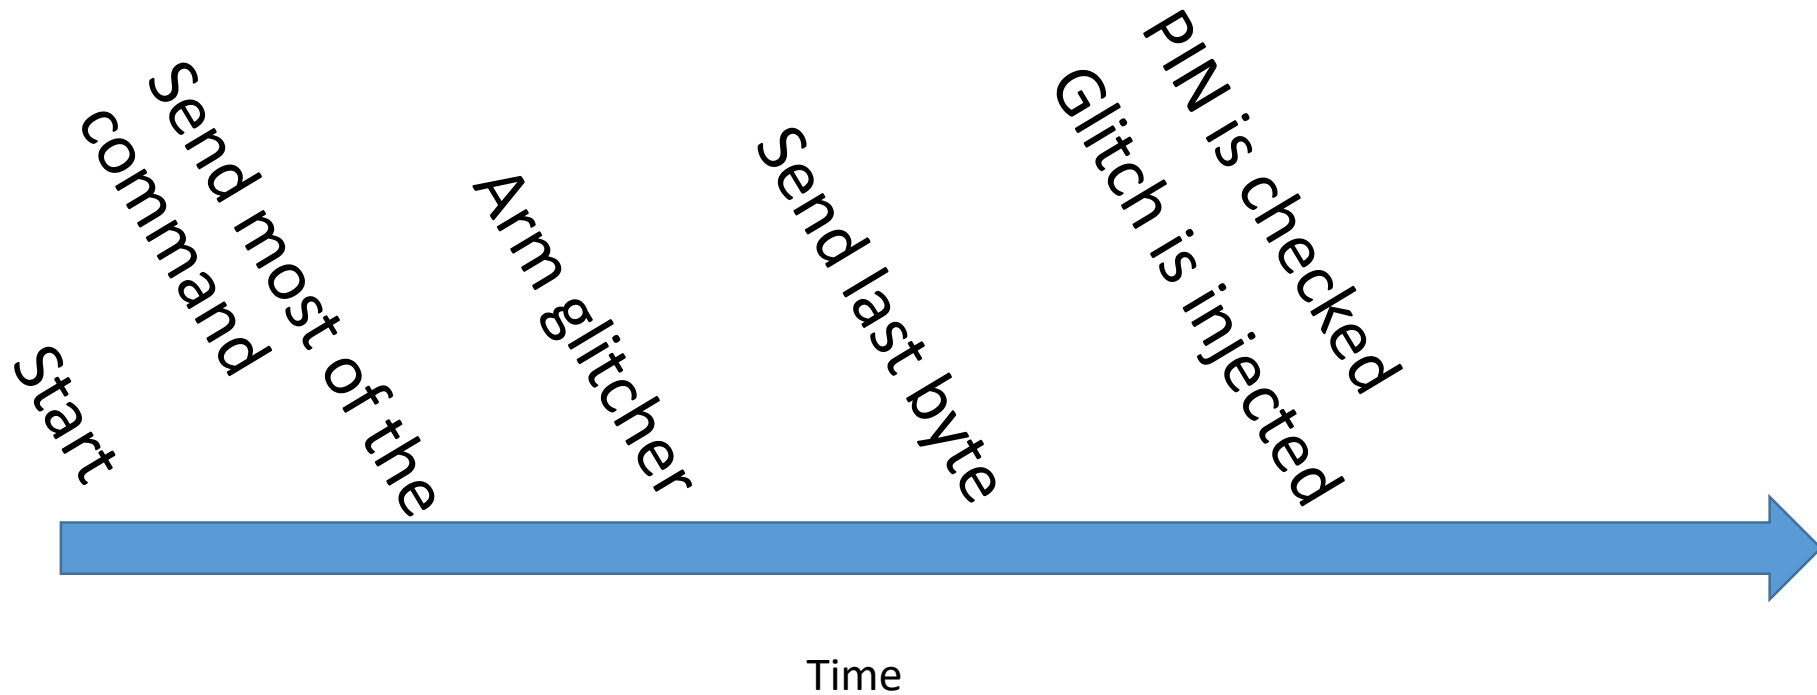 Start
Send most of the
command
Arm glitcher
Send last byte
PIN is checked
Glitch is injected
Time